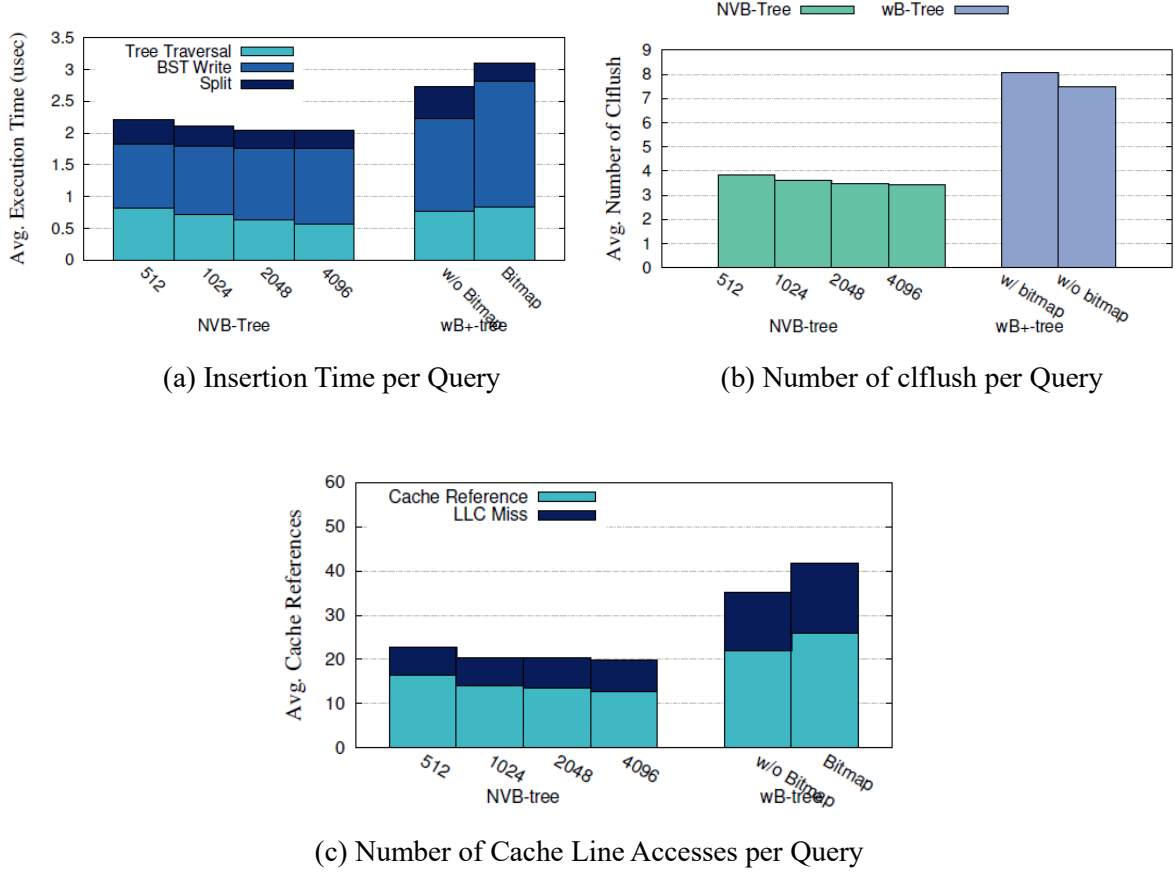 3.5
3
2.5
2
1.5
1
0.5
0
Avg. Execution Time (usec)
Tree Traversal
BST Write
Split
512
1024
2048
4096
w/o Bitmap
Bitmap
NVB-Tree
wB+-tree
(a) Insertion Time per Query
NVB-Tree
wB-Tree
9
8
7
6
5
4
3
2
1
0
Avg. Number of Clflush
512
1024
2048
4096
w/ bitmap
w/o bitmap
NVB-tree
wB+-tree
(b) Number of clflush per Query
60
50
40
30
20
10
0
Avg. Cache References
Cache Reference
LLC Miss
512
1024
2048
4096
w/o Bitmap
Bitmap
NVB-tree
wB-tree
(c) Number of Cache Line Accesses per Query